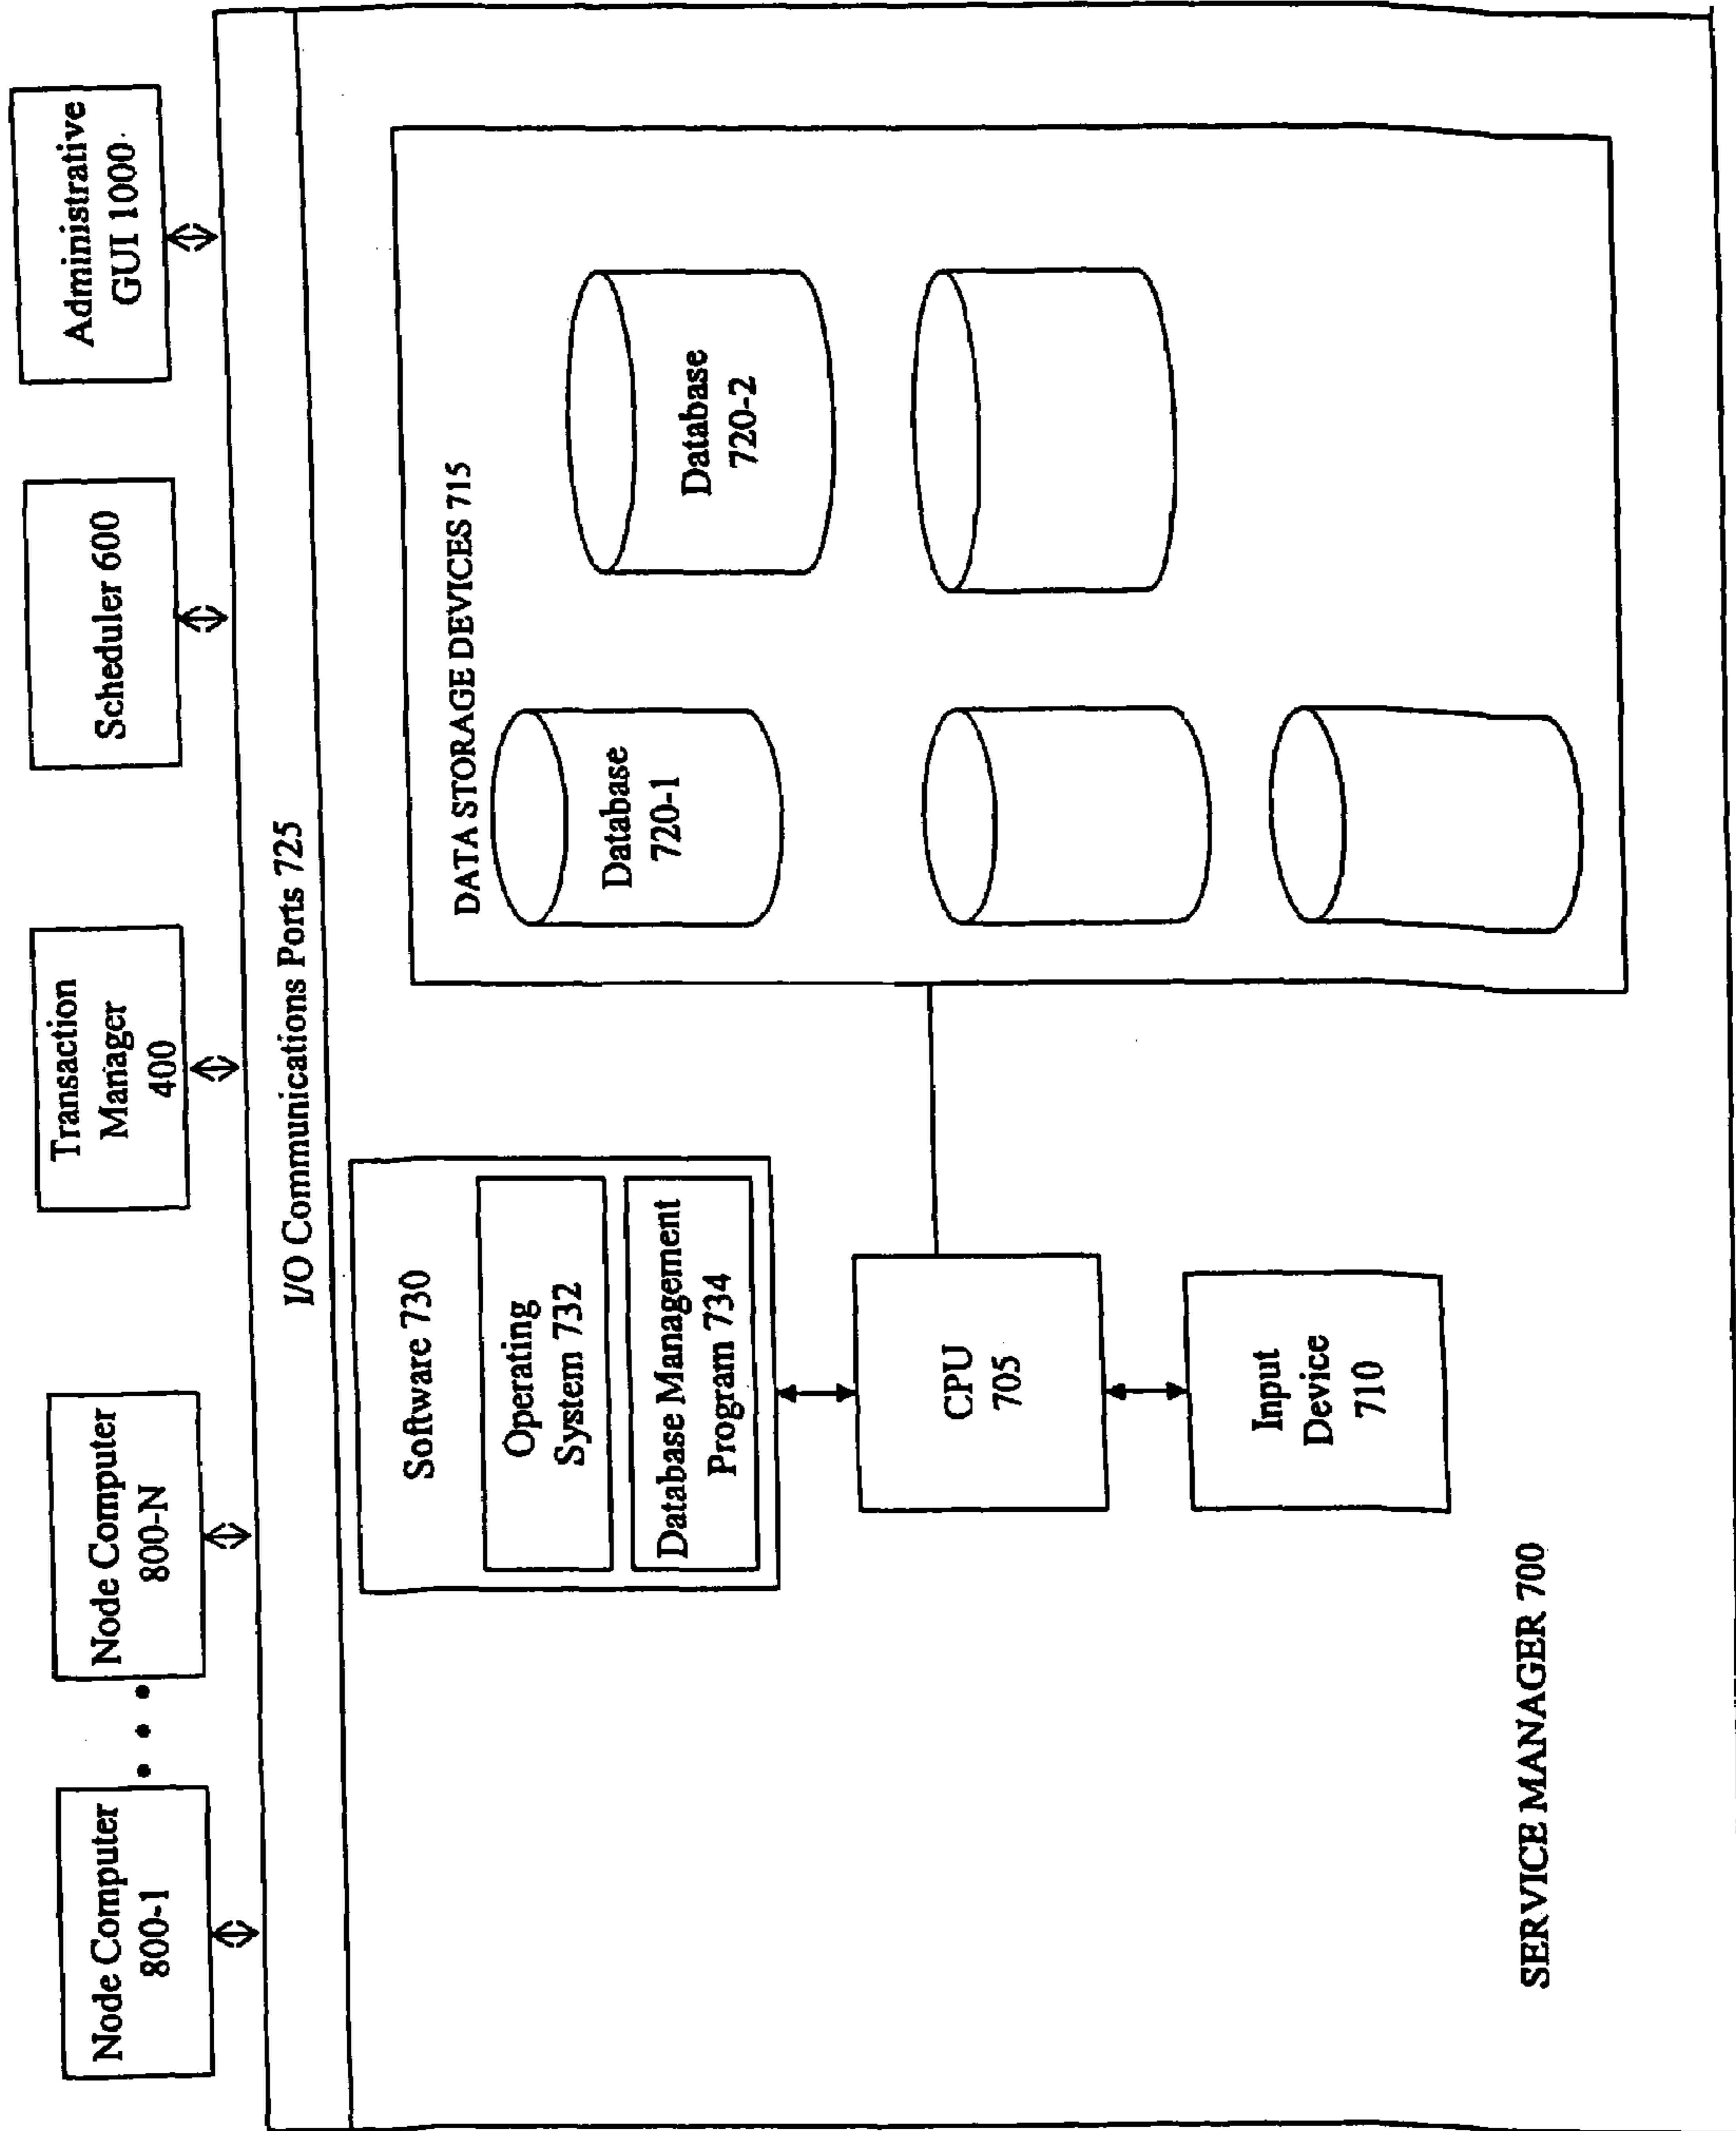 Node Computer
800-1
Node Computer
800-N
Transaction
Manager
400
Scheduler 600
Administrative
GUI 1000
I/O Communications Ports 725
Software 730
Operating
System 732
Database Management
Program 734
CPU
705
Input
Device
710
DATA STORAGE DEVICES 715
Database
720-1
Database
720-2
SERVICE MANAGER 700